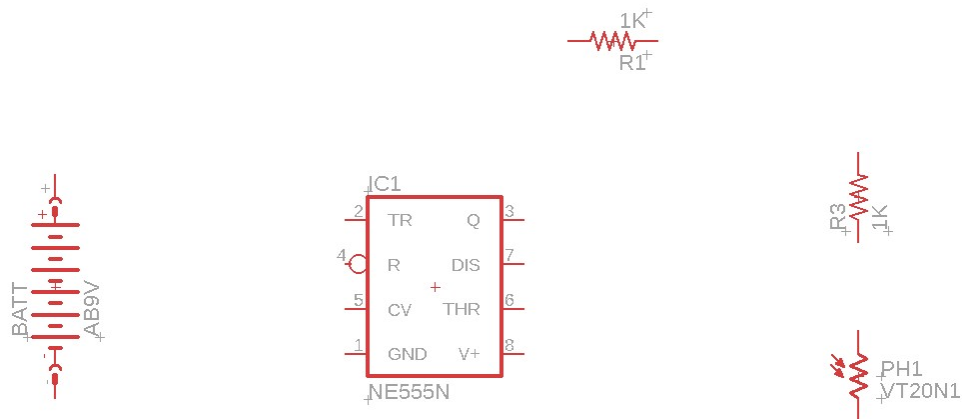 1K
R1
IC1
2 TR Q 3
4 R DIS 7
5 CV THR 6
1 GND V+ 8
NE555N
BATT
AB9V
R3
1K
PH1
VT20N1